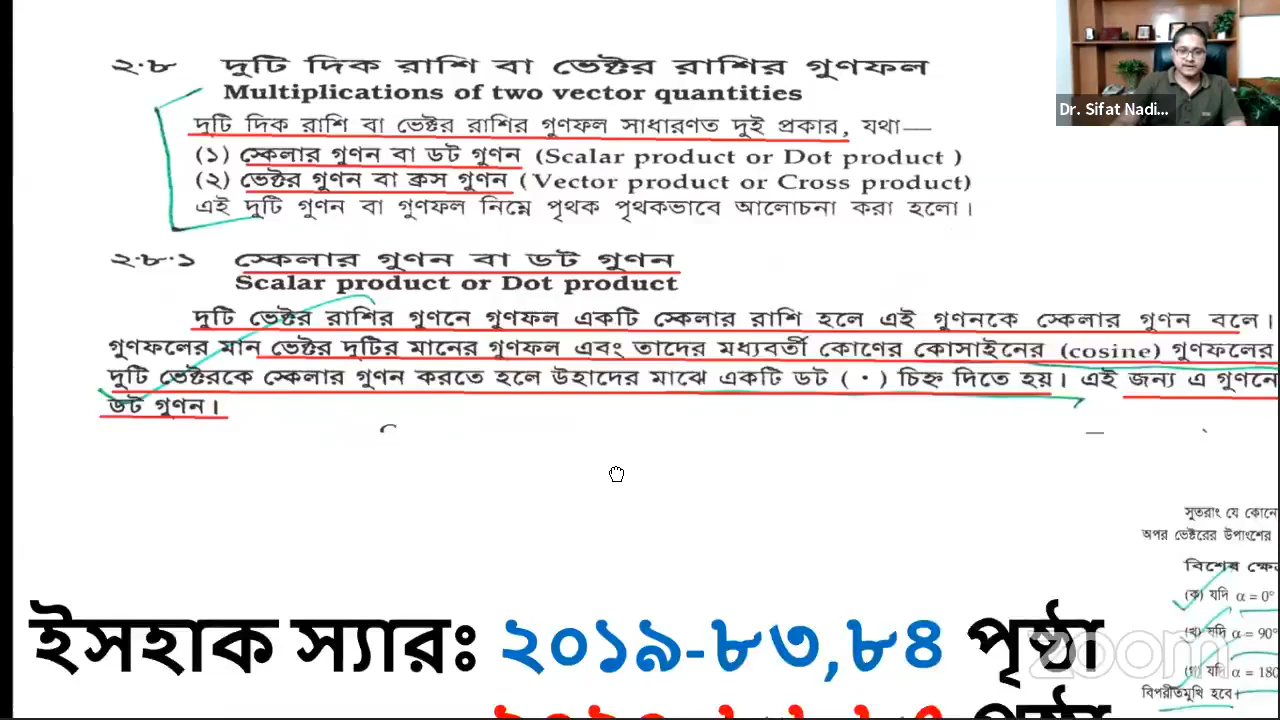 Dr. Sifat Nadi...
২·৮ দুটি দিক রাশি বা ভেক্টর রাশির গুণফল
Multiplications of two vector quantities
দুটি দিক রাশি বা ভেক্টর রাশির গুণফল সাধারণত দুই প্রকার, যথা—
(১) স্কেলার গুণন বা ডট গুণন (Scalar product or Dot product )
(২) ভেক্টর গুণন বা ক্রস গুণন (Vector product or Cross product)
এই দুটি গুণন বা গুণফল নিম্নে পৃথক পৃথকভাবে আলোচনা করা হলো।
২·৮·১ স্কেলার গুণন বা ডট গুণন
Scalar product or Dot product
দুটি ভেক্টর রাশির গুণনে গুণফল একটি স্কেলার রাশি হলে এই গুণনকে স্কেলার গুণন বলে।
গুণফলের মান ভেক্টর দুটির মানের গুণফল এবং তাদের মধ্যবর্তী কোণের কোসাইনের (cosine) গুণফলের
দুটি ভেক্টরকে স্কেলার গুণন করতে হলে উহাদের মাঝে একটি ডট ( · ) চিহ্ন দিতে হয়। এই জন্য এ গুণনে
ডট গুণন।
সুতরাং যে কোনে
অপর ভেক্টরের উপাংশের
বিশেষ ক্ষেত
(ক) যদি α = 0°
(খ) যদি α = 90°
(গ) যদি α = 180
বিপরীতমুখি হবে।
ইসহাক স্যারঃ ২০১৯-৮৩,৮৪ পৃষ্ঠা
zoom
পৃষ্ঠা